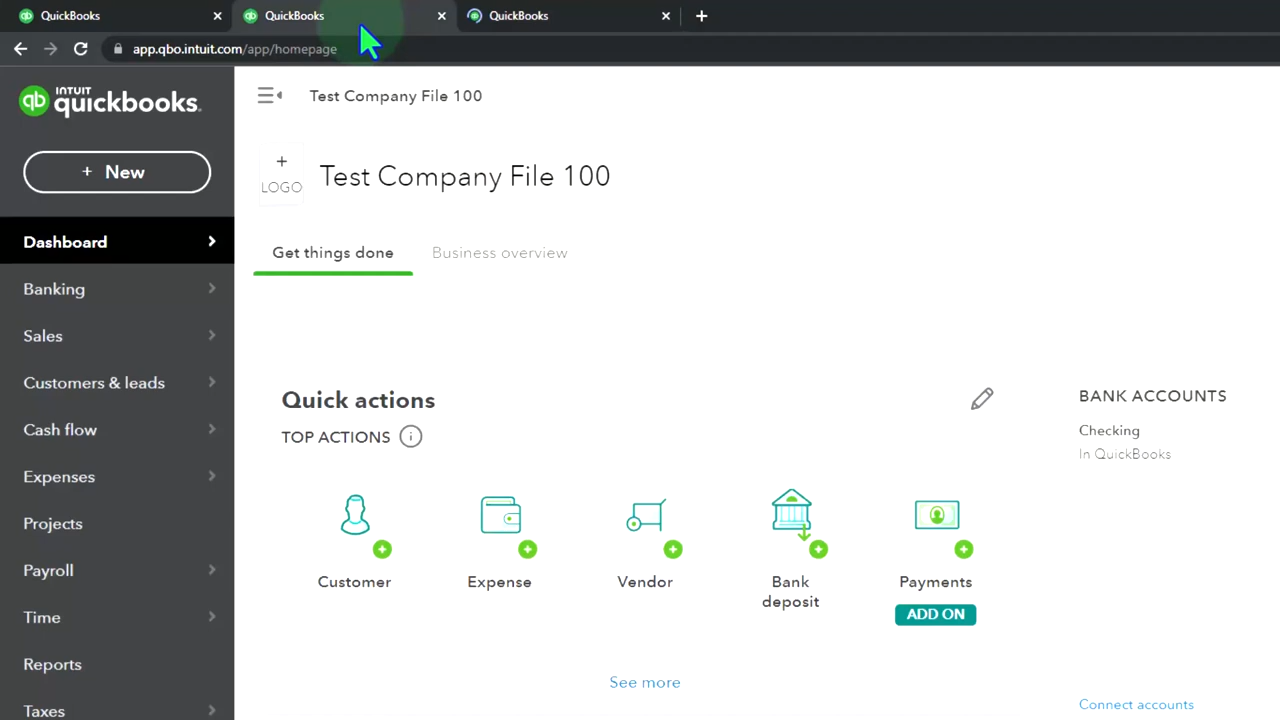 QuickBooks
QuickBooks
QuickBooks
app.qbo.intuit.com/app/homepage
INTUIT
quickbooks.
Test Company File 100
+ New
+
LOGO
Test Company File 100
Dashboard
Get things done
Business overview
Banking
Sales
Customers & leads
Cash flow
Expenses
Projects
Payroll
Time
Reports
Taxes
Quick actions
TOP ACTIONS
Customer
Expense
Vendor
Bank
deposit
Payments
ADD ON
See more
BANK ACCOUNTS
Checking
In QuickBooks
Connect accounts